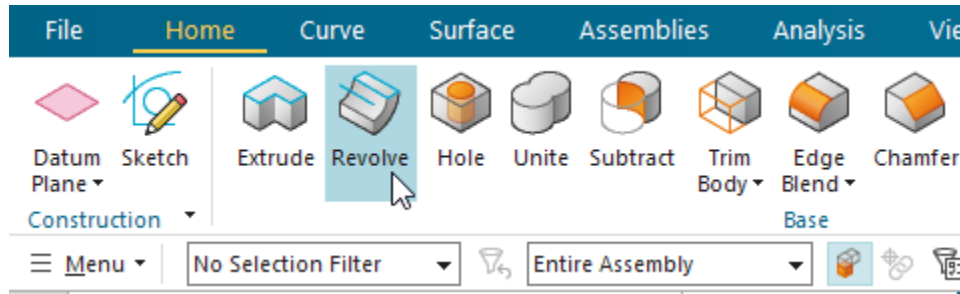 File Home Curve Surface Assemblies Analysis
Datum Plane Sketch Extrude Revolve Hole Unite Subtract Trim Body Edge Blend Chamfer
Construction Base
Menu No Selection Filter Entire Assembly